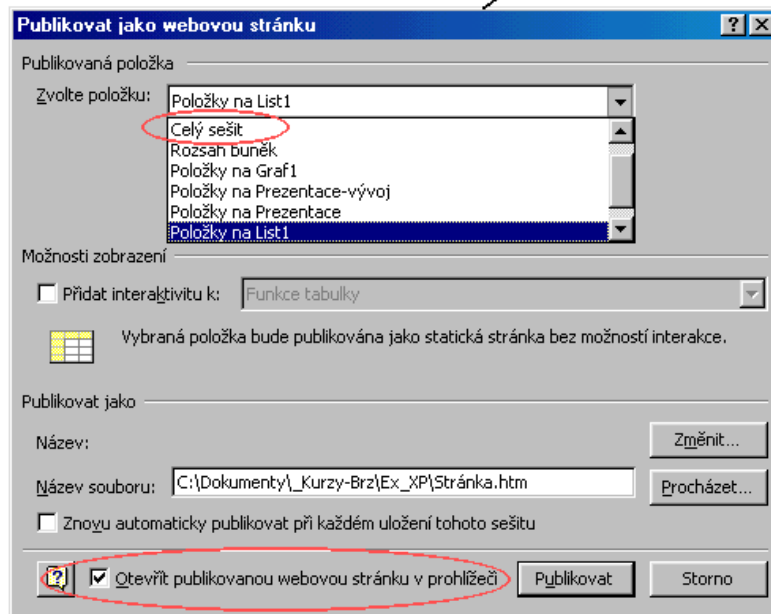 Publikovat jako webovou stránku
Publikovaná položka
Zvolte položku: Položky na List1
Celý sešit
Rozsah buněk
Položky na Graf1
Položky na Prezentace-vývoj
Položky na Prezentace
Položky na List1
Možnosti zobrazení
Přidat interaktivitu k: Funkce tabulky
Vybraná položka bude publikována jako statická stránka bez možností interakce.
Publikovat jako
Název: Změnit...
Název souboru: C:\Dokumenty\_Kurzy-Brz\Ex_XP\Stránka.htm Procházet...
Znovu automaticky publikovat při každém uložení tohoto sešitu
Otevřít publikovanou webovou stránku v prohlížeči Publikovat Storno